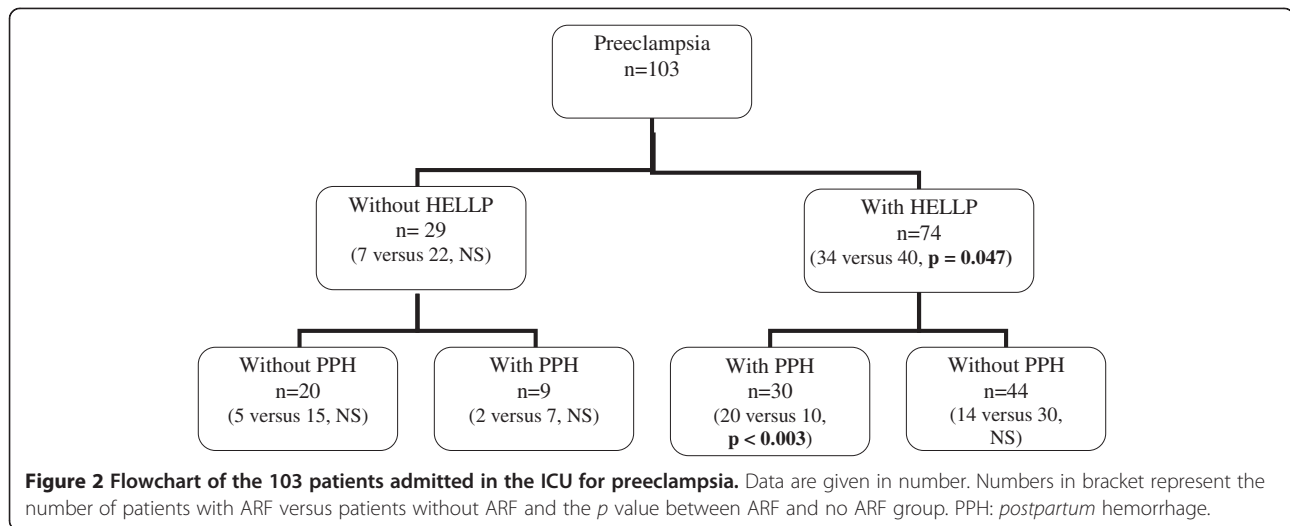 Preeclampsia
n=103
Without HELLP
n= 29
(7 versus 22, NS)
With HELLP
n=74
(34 versus 40, p = 0.047)
Without PPH
n=20
(5 versus 15, NS)
With PPH
n=9
(2 versus 7, NS)
With PPH
n=30
(20 versus 10,
p < 0.003)
Without PPH
n=44
(14 versus 30,
NS)
Figure 2 Flowchart of the 103 patients admitted in the ICU for preeclampsia. Data are given in number. Numbers in bracket represent the
number of patients with ARF versus patients without ARF and the p value between ARF and no ARF group. PPH: postpartum hemorrhage.